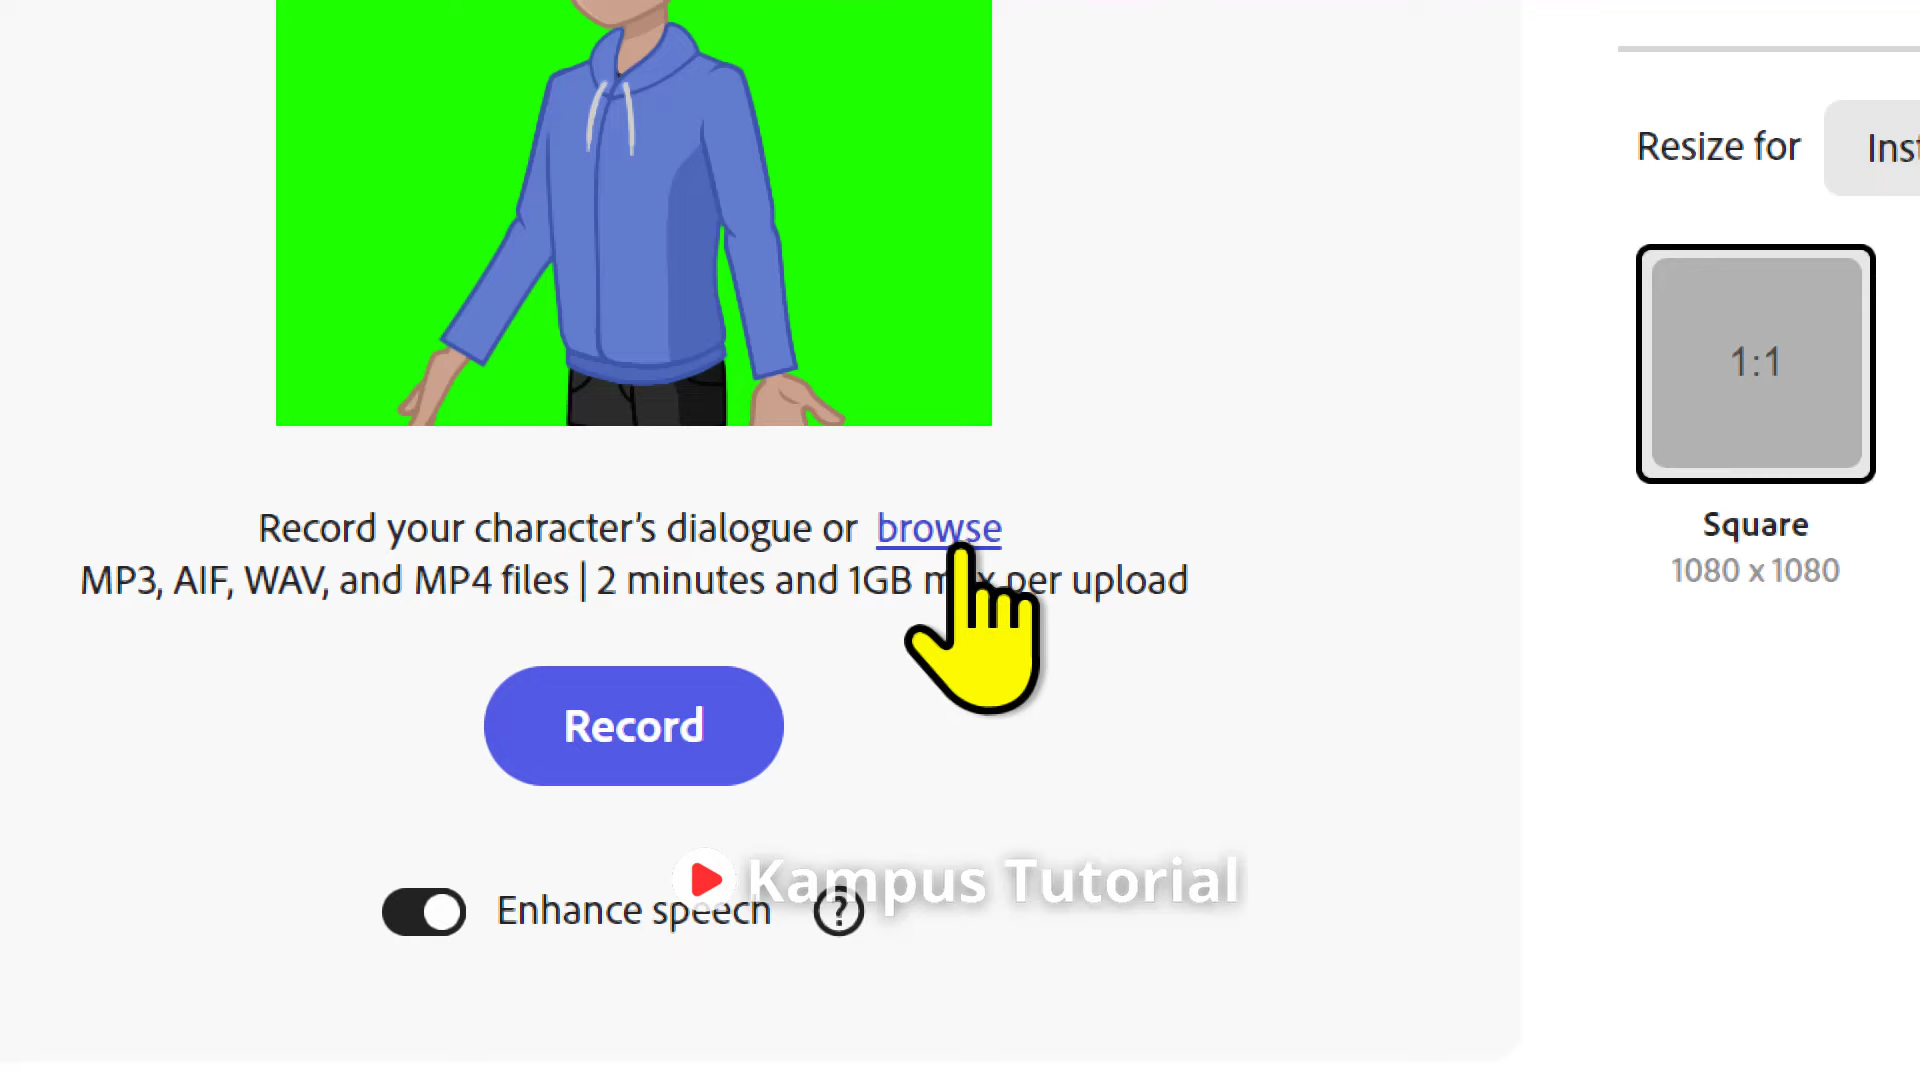 Resize for
1:1
Square
1080 x 1080
Record your character's dialogue or browse
MP3, AIF, WAV, and MP4 files | 2 minutes and 1GB max per upload
Record
Kampus Tutorial
Enhance speech ?